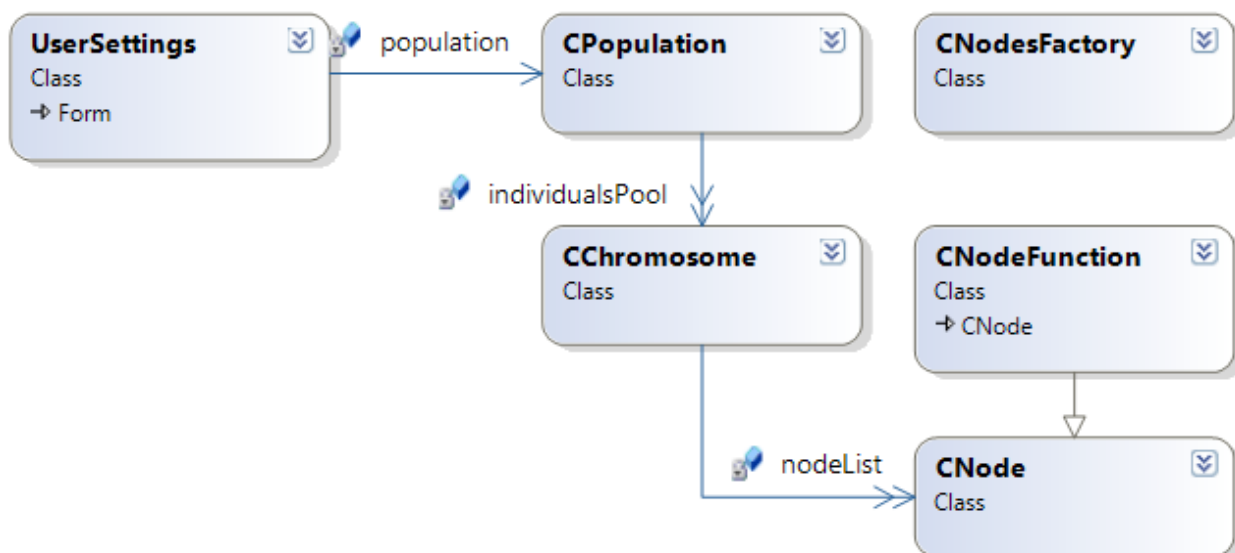 UserSettings
Class
Form
population
CPopulation
Class
CNodesFactory
Class
individualsPool
CChromosome
Class
CNodeFunction
Class
CNode
nodeList
CNode
Class